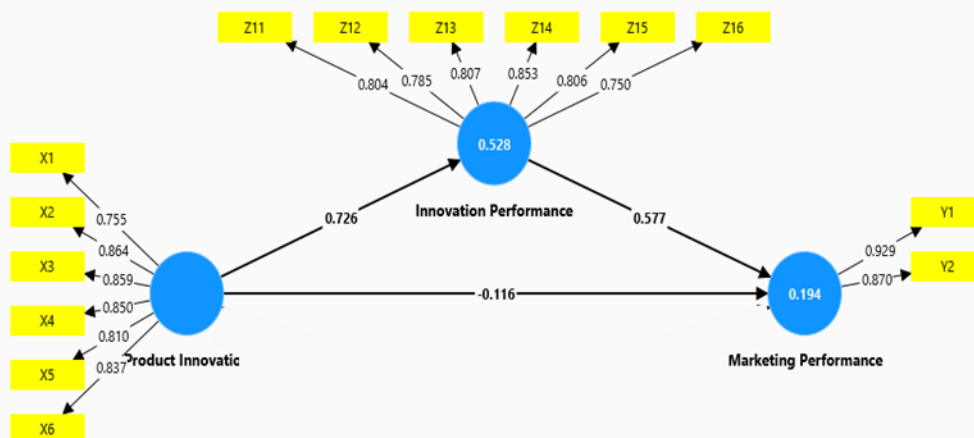 Z11 Z12 Z13 Z14 Z15 Z16
0.804 0.785 0.807 0.853 0.806 0.750
0.528
Innovation Performance
X1
X2
X3
X4
X5
X6
0.755
0.864
0.859
0.850
0.810
0.837
Product Innovatic
0.726
0.577
-0.116
0.194
Marketing Performance
0.929
0.870
Y1
Y2